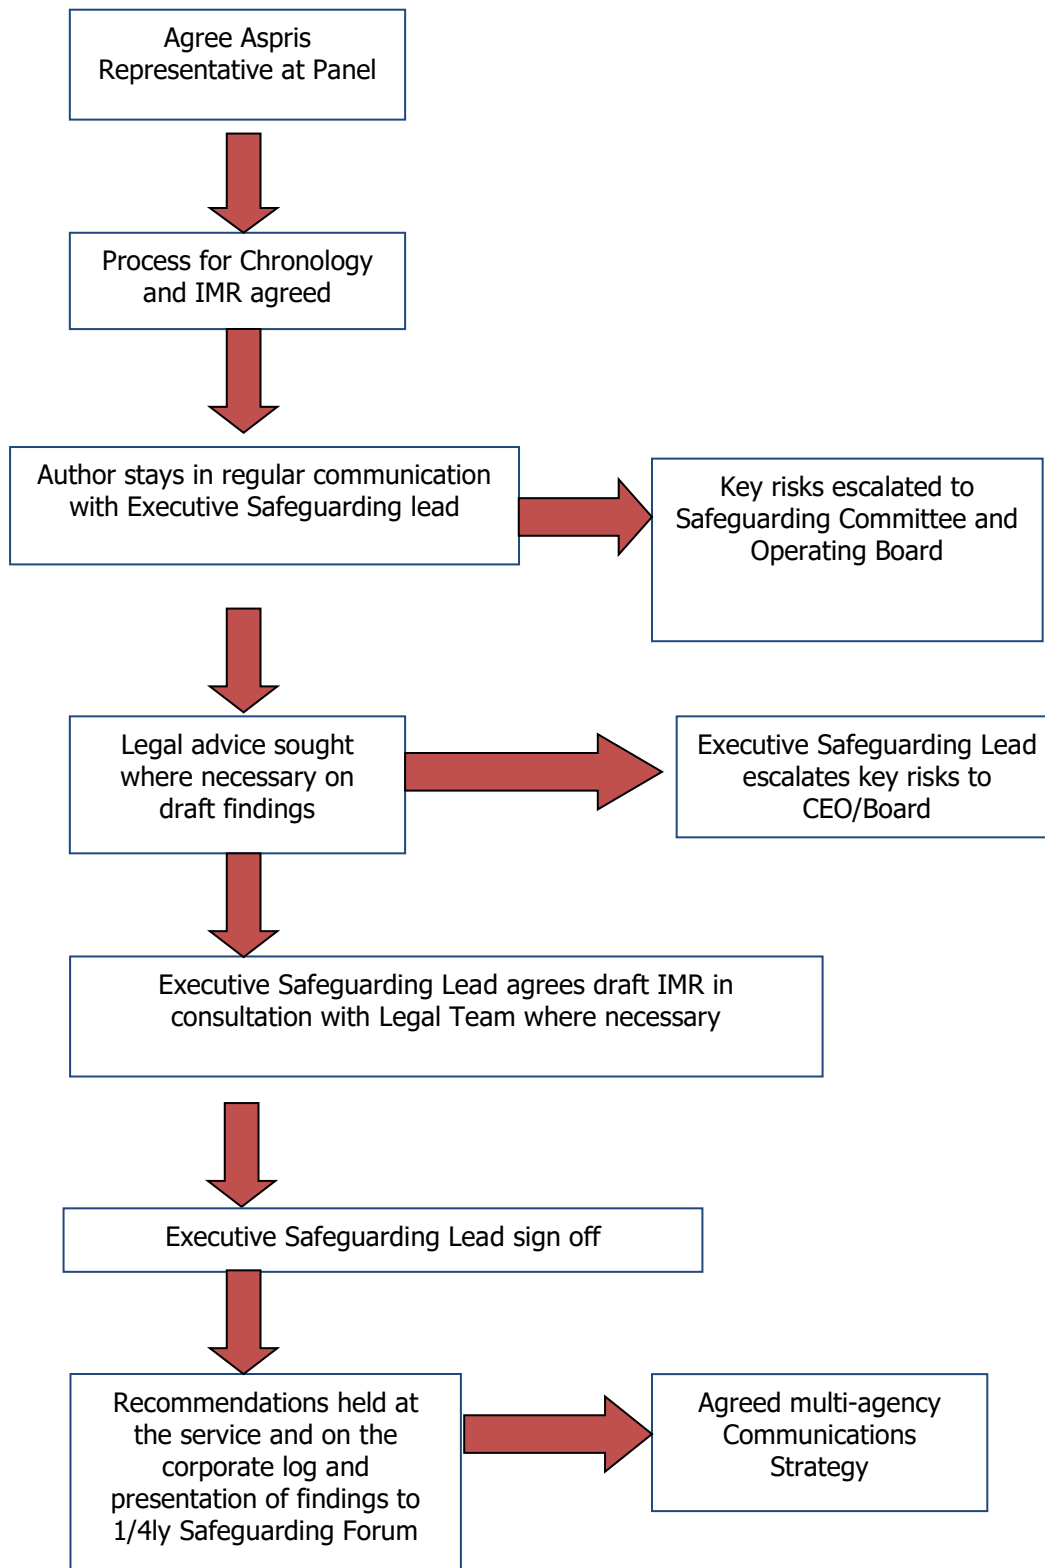 Agree Aspris
Representative at Panel
Process for Chronology
and IMR agreed
Author stays in regular communication
with Executive Safeguarding lead
Key risks escalated to
Safeguarding Committee and
Operating Board
Legal advice sought
where necessary on
draft findings
Executive Safeguarding Lead
escalates key risks to
CEO/Board
Executive Safeguarding Lead agrees draft IMR in
consultation with Legal Team where necessary
Executive Safeguarding Lead sign off
Recommendations held at
the service and on the
corporate log and
presentation of findings to
1/4ly Safeguarding Forum
Agreed multi-agency
Communications
Strategy